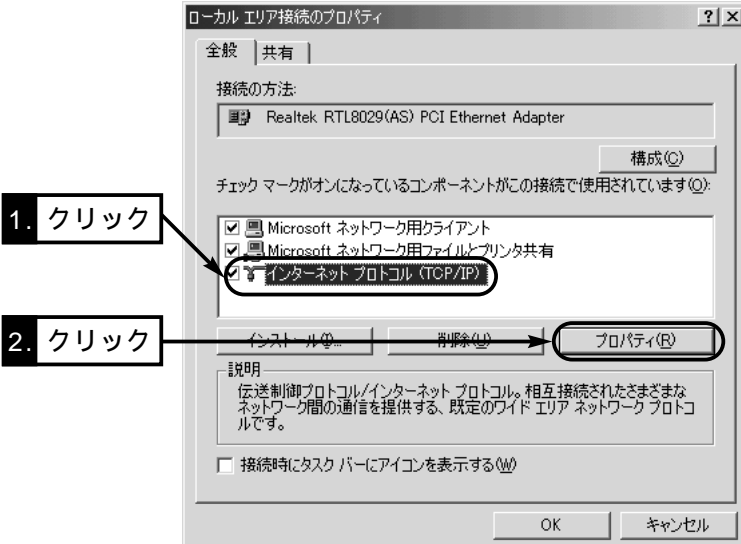 ローカル エリア接続のプロパティ
? ×
全般 共有
接続の方法:
Realtek RTL8029(AS) PCI Ethernet Adapter
構成(C)
チェック マークがオンになっているコンポーネントがこの接続で使用されています(O):
1. クリック
Microsoft ネットワーク用クライアント
Microsoft ネットワーク用ファイルとプリンタ共有
インターネット プロトコル (TCP/IP)
2. クリック
インストール(I)... 削除(U) プロパティ(R)
説明
伝送制御プロトコル/インターネット プロトコル。相互接続されたさまざまな
ネットワーク間の通信を提供する、既定のワイド エリア ネットワーク プロトコ
ルです。
接続時にタスク バーにアイコンを表示する(W)
OK キャンセル